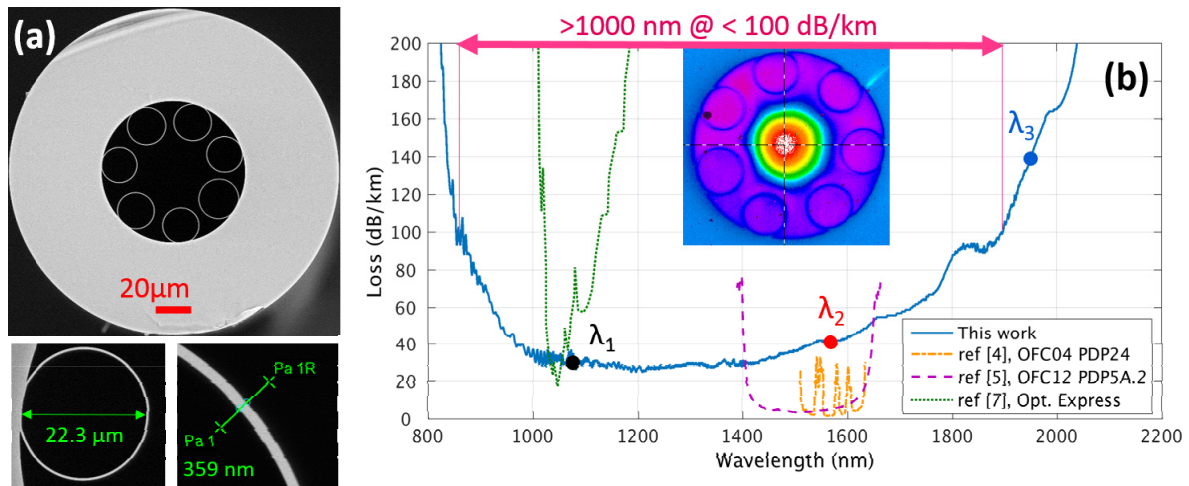 (a)
20μm
22.3 μm
Pa 1R
Pa 1
359 nm
>1000 nm @ < 100 dB/km
(b)
200
180
160
140
120
100
80
60
40
20
0
Loss (dB/km)
λ1
λ2
λ3
This work
ref [4], OFC04 PDP24
ref [5], OFC12 PDP5A.2
ref [7], Opt. Express
800 1000 1200 1400 1600 1800 2000 2200
Wavelength (nm)